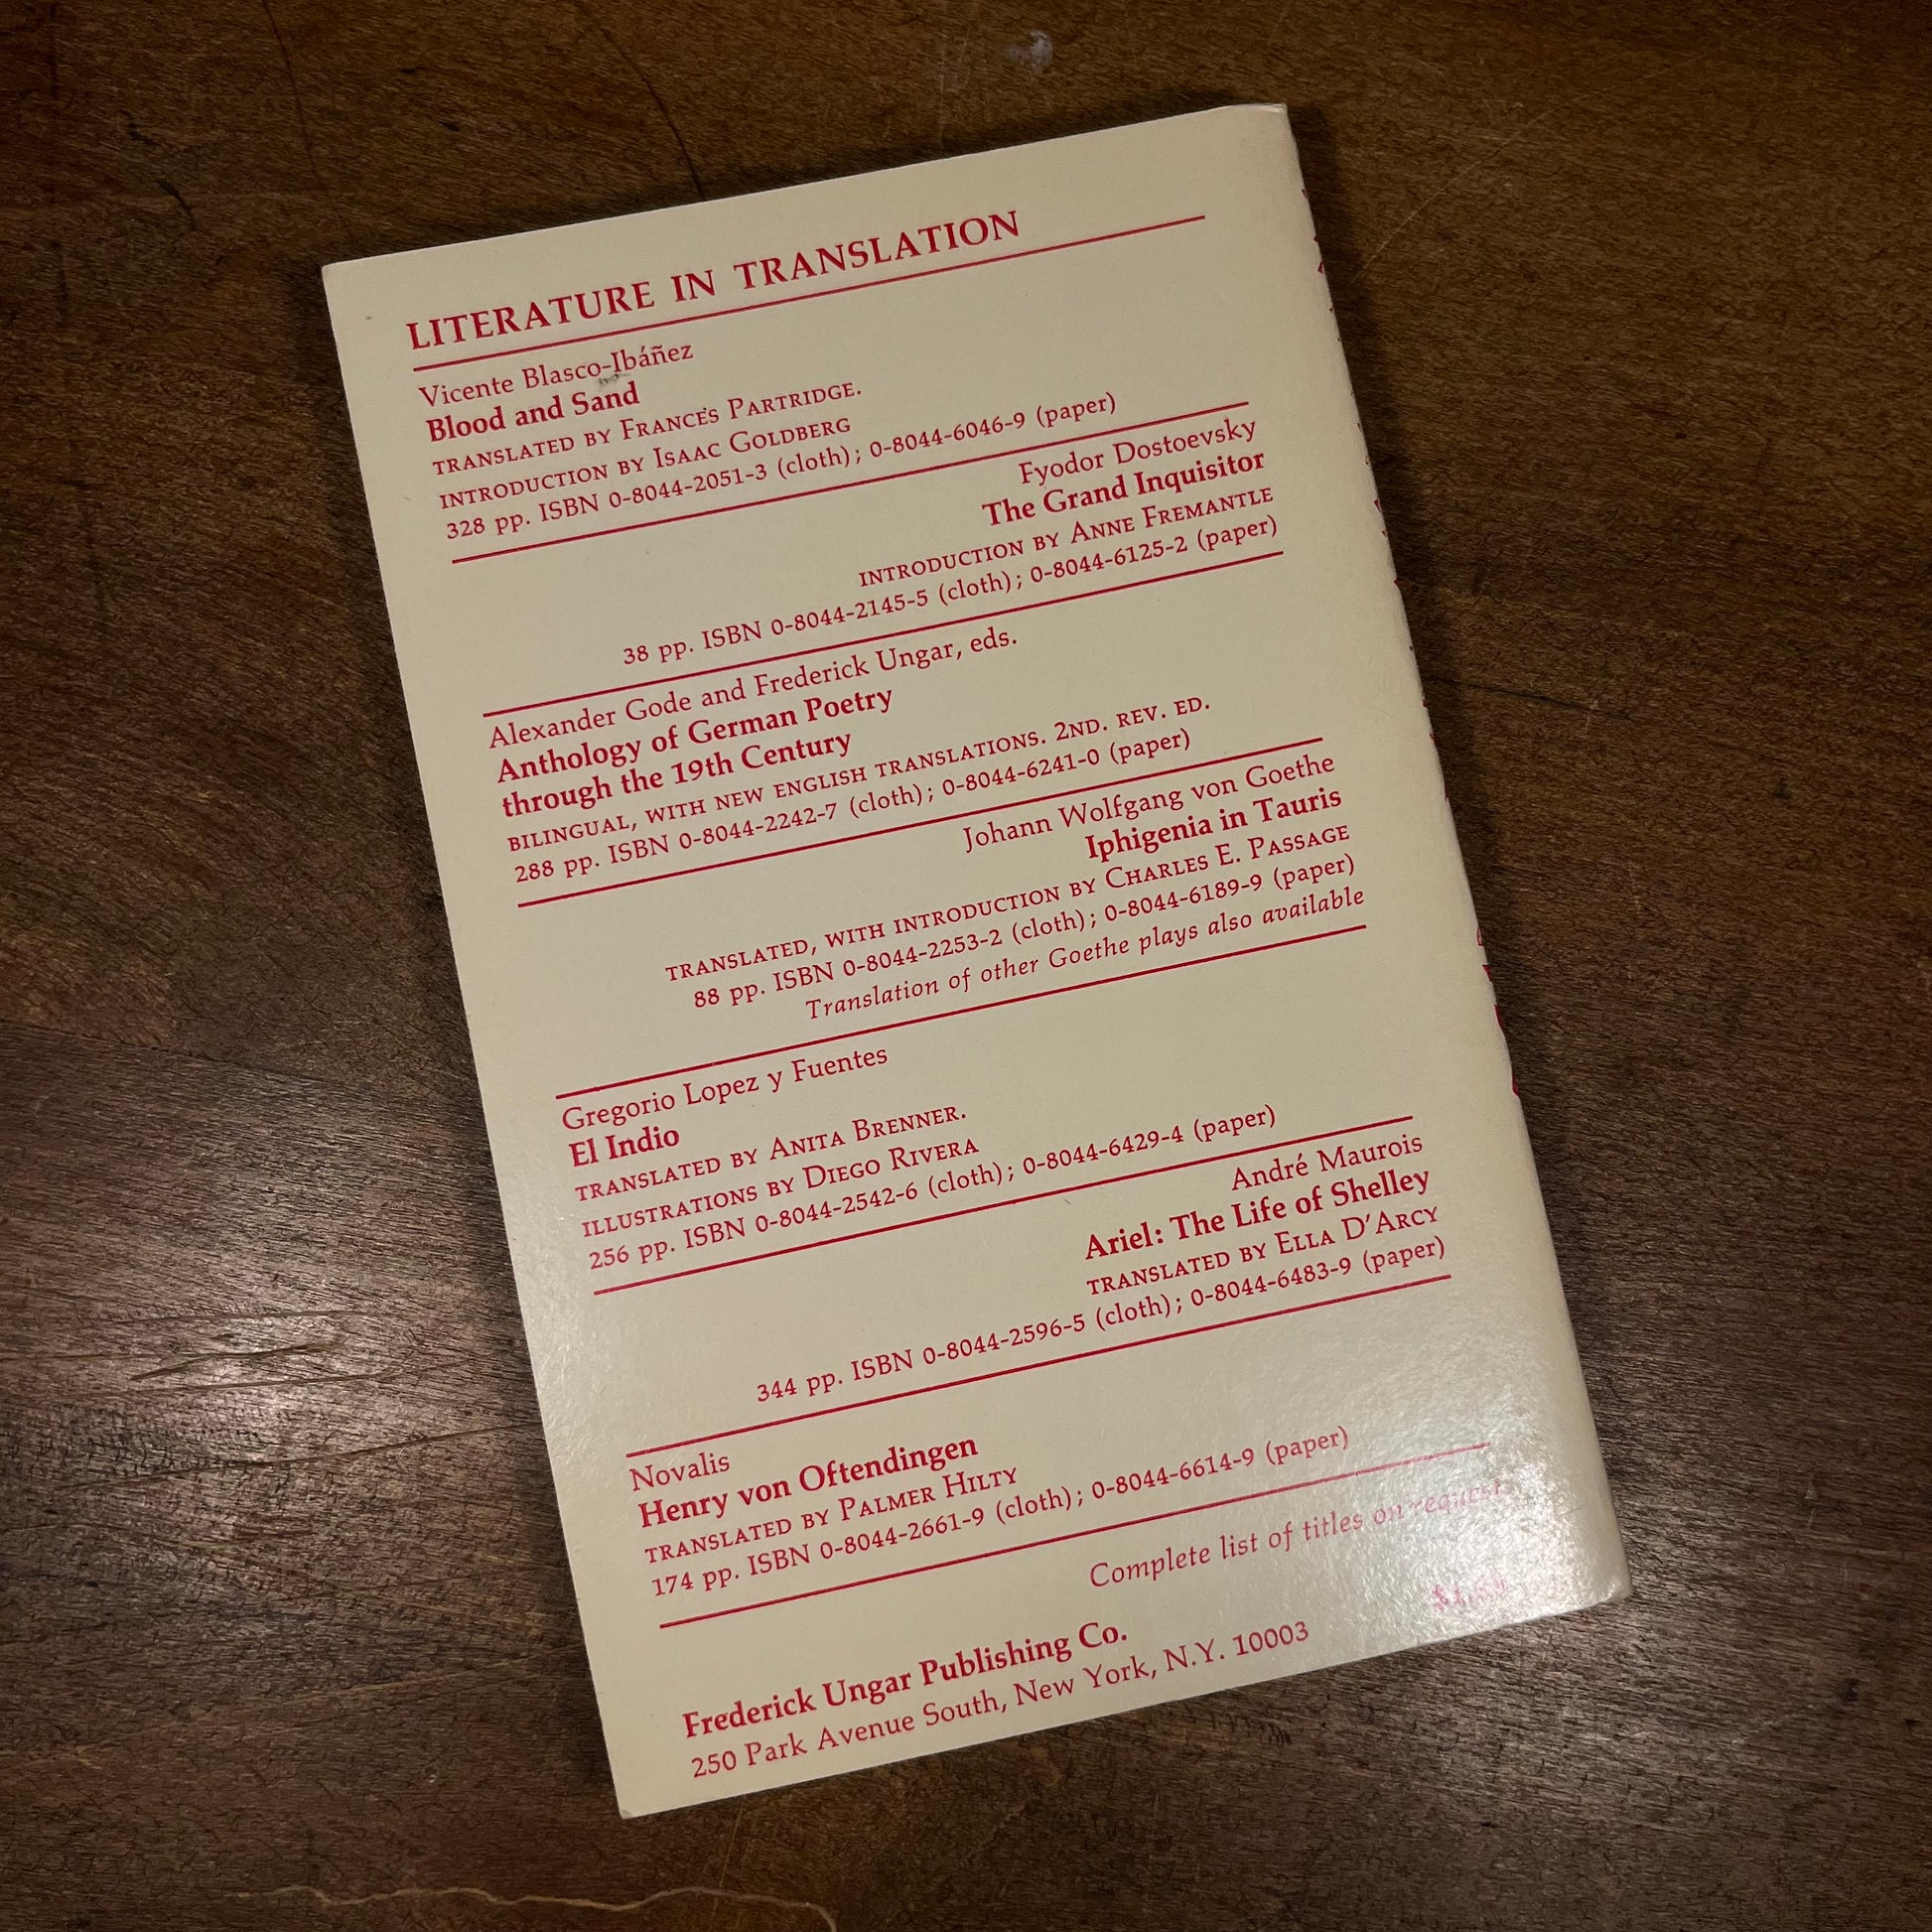 LITERATURE IN TRANSLATION
Vicente Blasco-Ibáñez
Blood and Sand
TRANSLATED BY FRANCES PARTRIDGE.
INTRODUCTION BY ISAAC GOLDBERG
328 pp. ISBN 0-8044-2051-3 (cloth); 0-8044-6046-9 (paper)
Fyodor Dostoevsky
The Grand Inquisitor
INTRODUCTION BY ANNE FREMANTLE
38 pp. ISBN 0-8044-2145-5 (cloth); 0-8044-6125-2 (paper)
Alexander Gode and Frederick Ungar, eds.
Anthology of German Poetry
through the 19th Century
BILINGUAL, WITH NEW ENGLISH TRANSLATIONS. 2ND. REV. ED.
288 pp. ISBN 0-8044-2242-7 (cloth); 0-8044-6241-0 (paper)
Johann Wolfgang von Goethe
Iphigenia in Tauris
TRANSLATED, WITH INTRODUCTION BY CHARLES E. PASSAGE
88 pp. ISBN 0-8044-2253-2 (cloth); 0-8044-6189-9 (paper)
Translation of other Goethe plays also available
Gregorio Lopez y Fuentes
El Indio
TRANSLATED BY ANITA BRENNER.
ILLUSTRATIONS BY DIEGO RIVERA
256 pp. ISBN 0-8044-2542-6 (cloth); 0-8044-6429-4 (paper)
André Maurois
Ariel: The Life of Shelley
TRANSLATED BY ELLA D'ARCY
344 pp. ISBN 0-8044-2596-5 (cloth); 0-8044-6483-9 (paper)
Novalis
Henry von Oftendingen
TRANSLATED BY PALMER HILTY
174 pp. ISBN 0-8044-2661-9 (cloth); 0-8044-6614-9 (paper)
Complete list of titles on request
Frederick Ungar Publishing Co.
250 Park Avenue South, New York, N.Y. 10003